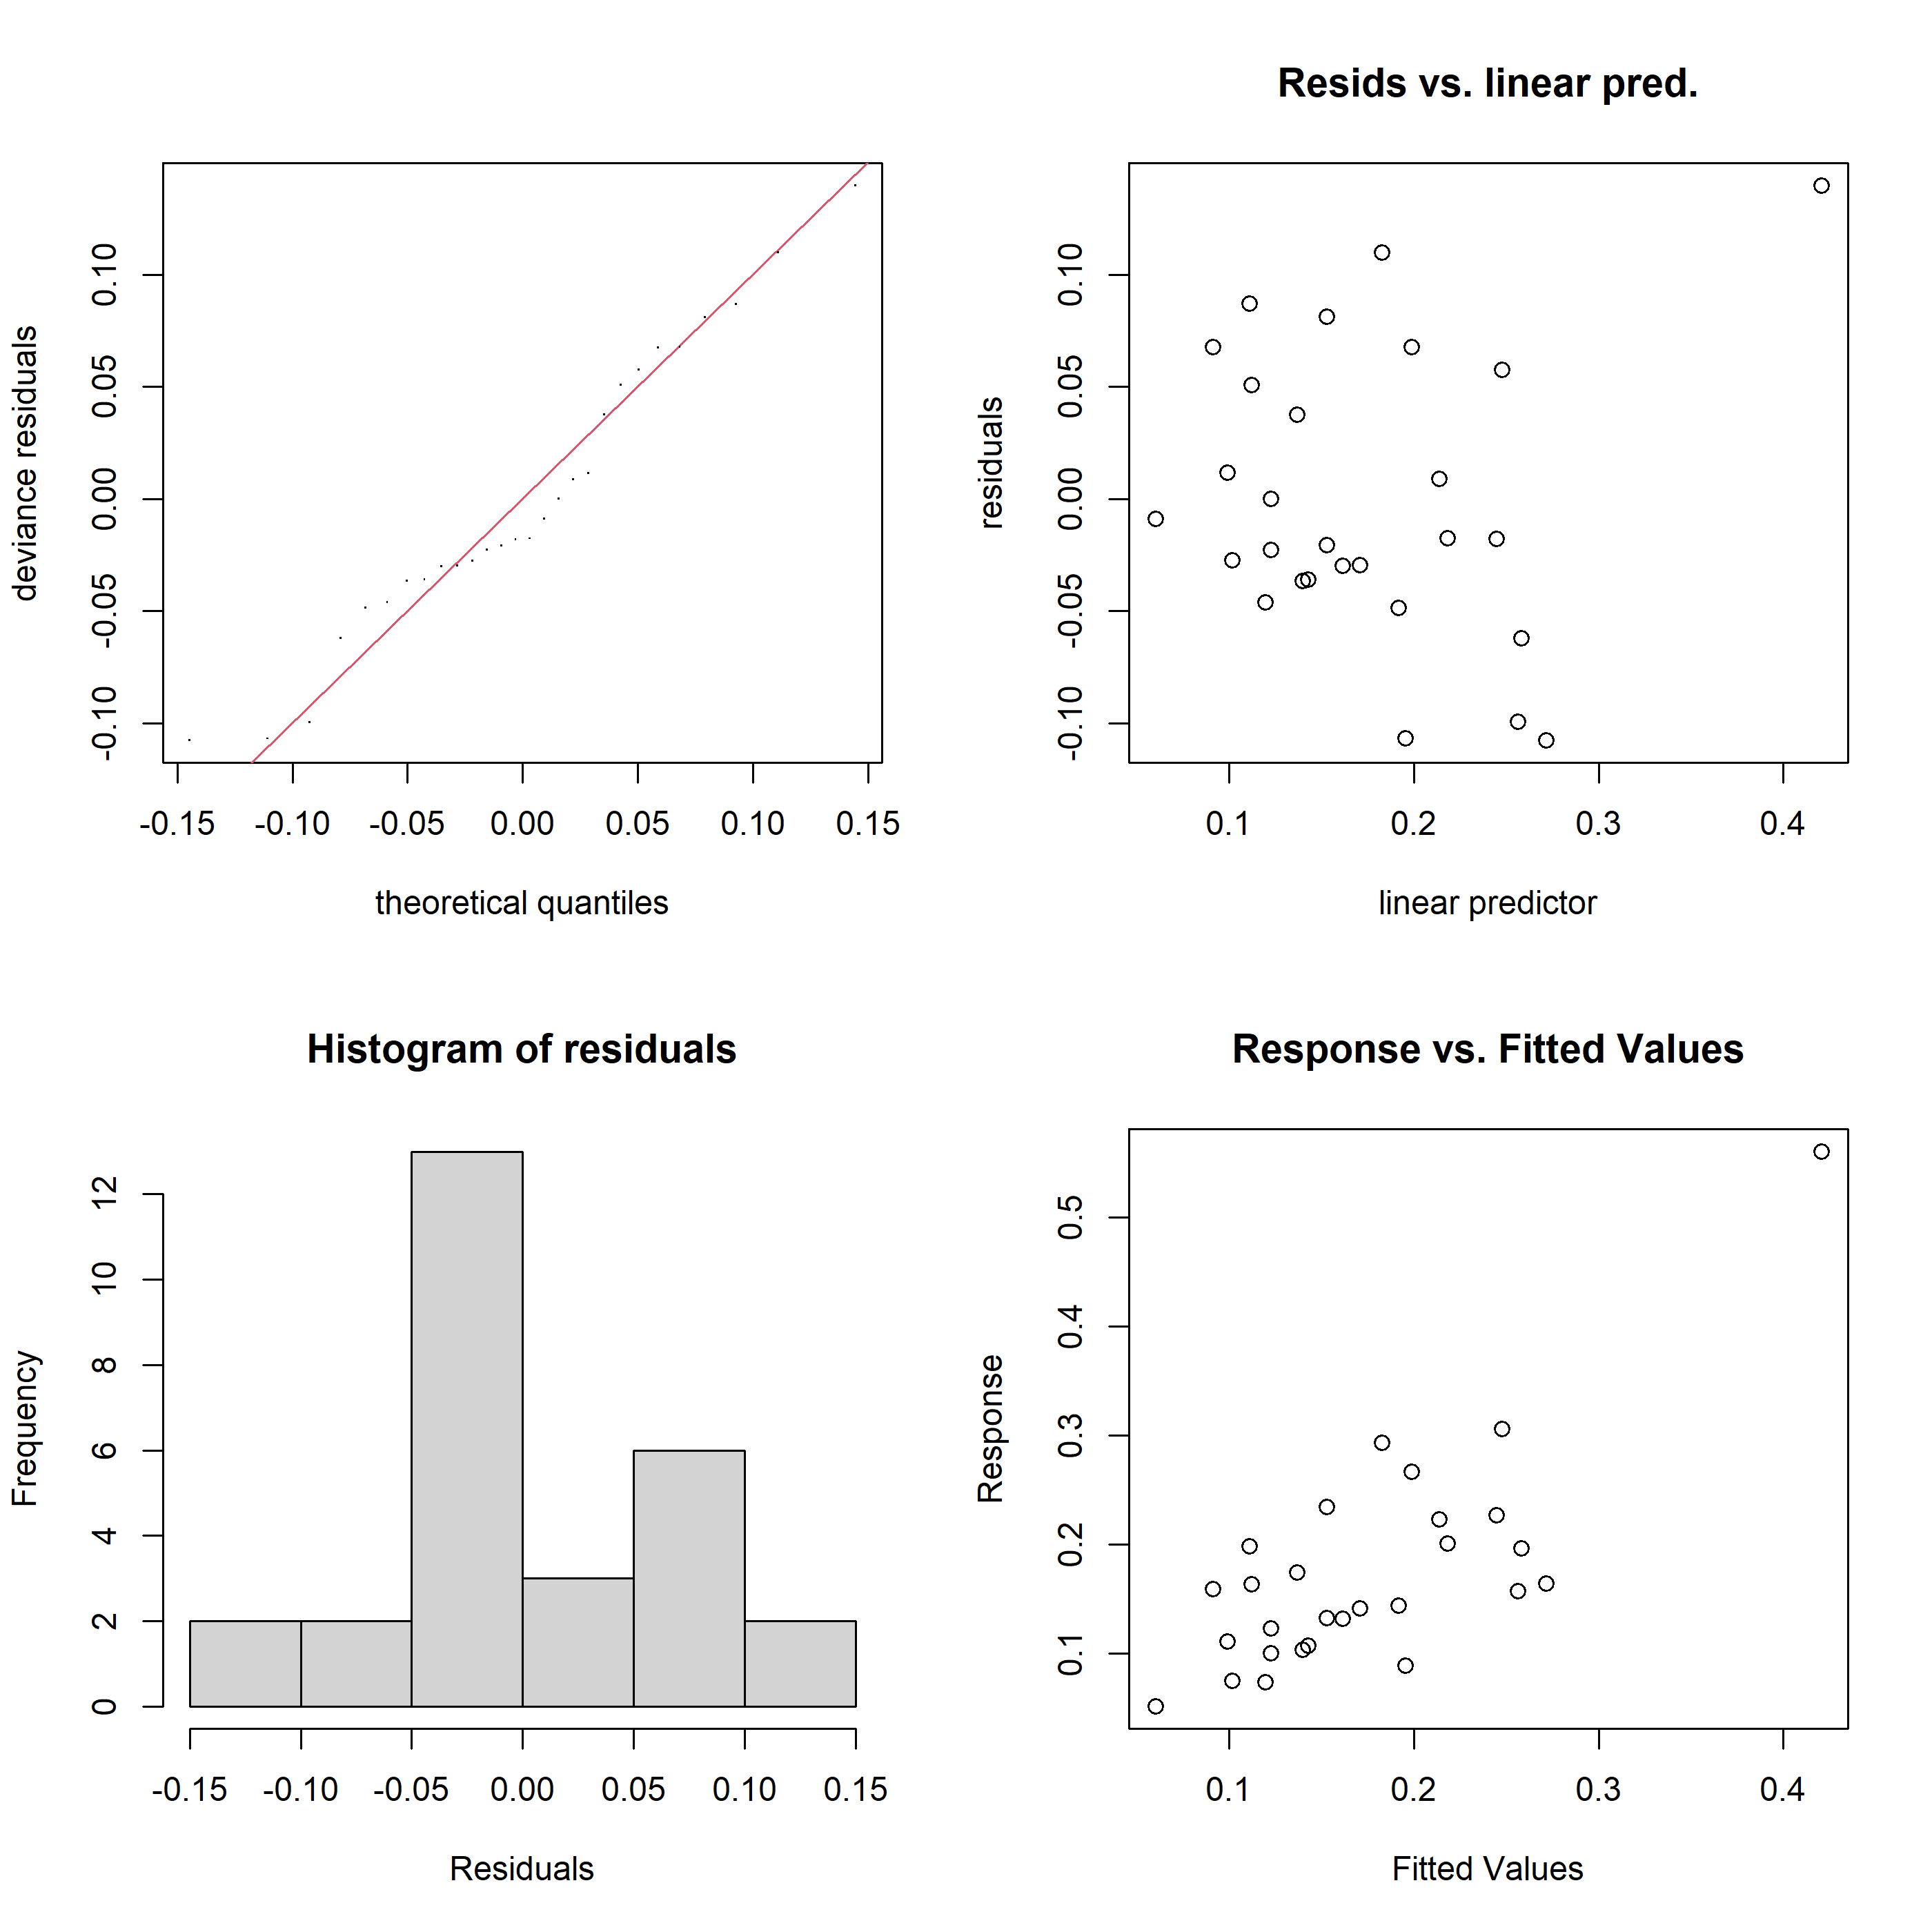 deviance residuals
0.10
0.05
0.00
-0.05
-0.10
-0.15 -0.10 -0.05 0.00 0.05 0.10 0.15
theoretical quantiles
Resids vs. linear pred.
residuals
0.10
0.05
0.00
-0.05
-0.10
0.1 0.2 0.3 0.4
linear predictor
Histogram of residuals
Frequency
12
10
8
6
4
2
0
-0.15 -0.10 -0.05 0.00 0.05 0.10 0.15
Residuals
Response vs. Fitted Values
Response
0.5
0.4
0.3
0.2
0.1
0.1 0.2 0.3 0.4
Fitted Values